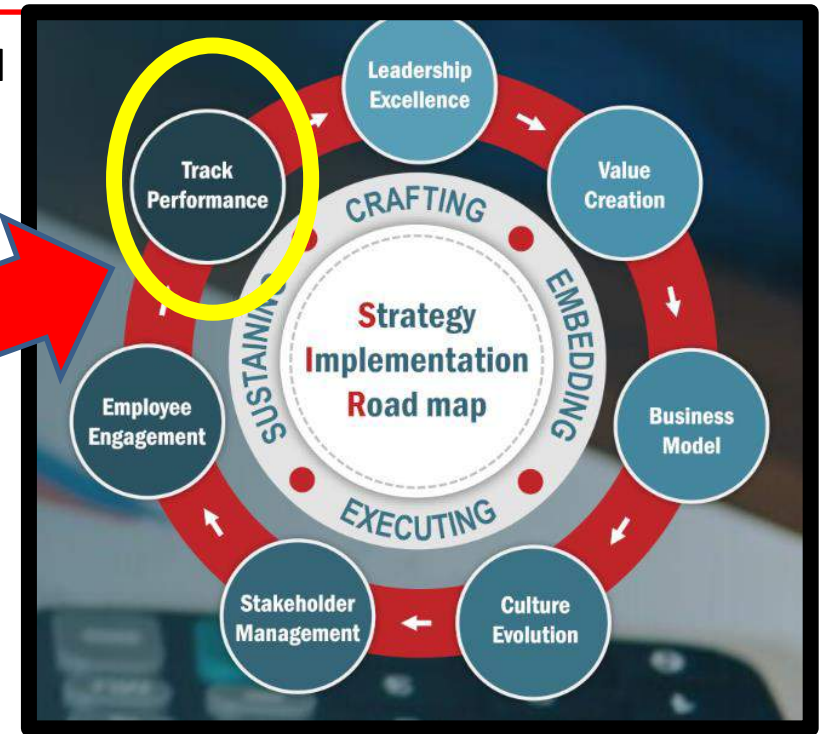 Leadership
Excellence
Value
Creation
Business
Model
Culture
Evolution
Stakeholder
Management
Employee
Engagement
Track
Performance
CRAFTING
EMBEDDING
EXECUTING
SUSTAINING
Strategy
Implementation
Road map